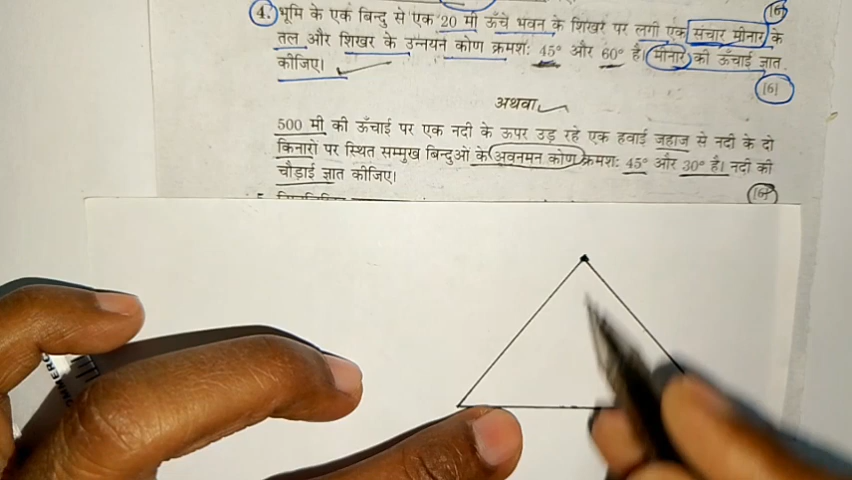 4. भूमि के एक बिन्दु से एक 20 मी ऊँचे भवन के शिखर पर लगी एक संचार मीनार के
तल और शिखर के उन्नयन कोण क्रमशः 45° और 60° है। मीनार की ऊँचाई ज्ञात
कीजिए।
[6]
अथवा
500 मी की ऊँचाई पर एक नदी के ऊपर उड़ रहे एक हवाई जहाज से नदी के दो
किनारों पर स्थित सम्मुख बिन्दुओं के अवनमन कोण क्रमशः 45° और 30° है। नदी की
चौड़ाई ज्ञात कीजिए।
[6]